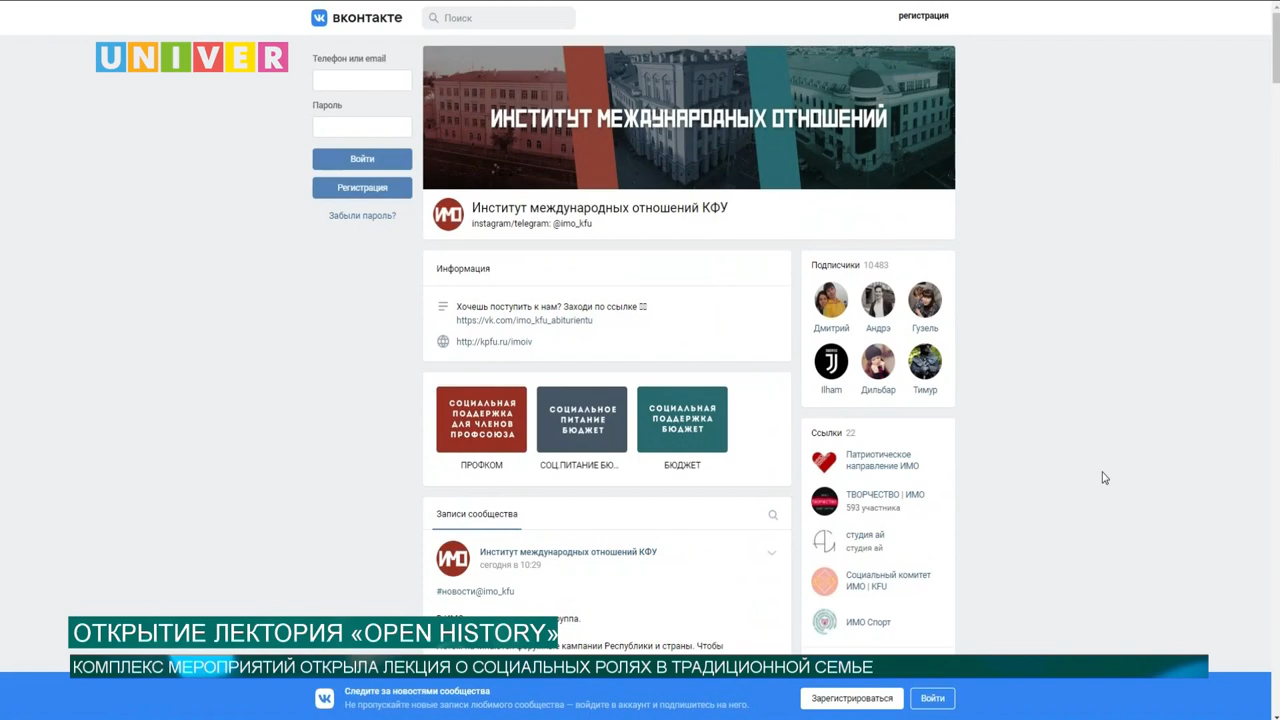 вконтакте
Поиск
регистрация
UNIVER
Телефон или email
Пароль
Войти
Регистрация
Забыли пароль?
ИНСТИТУТ МЕЖДУНАРОДНЫХ ОТНОШЕНИЙ
ИМО
Институт международных отношений КФУ
instagram/telegram: @imo_kfu
Информация
Хочешь поступить к нам? Заходи по ссылке
https://vk.com/imo_kfu_abiturientu
http://kpfu.ru/imoiv
Подписчики 10 483
Дмитрий Андрэ Гузель
Ilham Дильбар Тимур
СОЦИАЛЬНАЯ
ПОДДЕРЖКА
ДЛЯ ЧЛЕНОВ
ПРОФСОЮЗА
СОЦИАЛЬНОЕ
ПИТАНИЕ
БЮДЖЕТ
СОЦИАЛЬНАЯ
ПОДДЕРЖКА
БЮДЖЕТ
ПРОФКОМ СОЦ.ПИТАНИЕ БЮ... БЮДЖЕТ
Ссылки 22
Патриотическое
направление ИМО
ТВОРЧЕСТВО | ИМО
593 участника
студия ай
студия ай
Социальный комитет
ИМО | KFU
ИМО Спорт
Записи сообщества
ИМО
Институт международных отношений КФУ
сегодня в 10:29
#новости@imo_kfu
кампании Республики и страны. Чтобы
ОТКРЫТИЕ ЛЕКТОРИЯ «OPEN HISTORY»
КОМПЛЕКС МЕРОПРИЯТИЙ ОТКРЫЛА ЛЕКЦИЯ О СОЦИАЛЬНЫХ РОЛЯХ В ТРАДИЦИОННОЙ СЕМЬЕ
Следите за новостями сообщества
Не пропускайте новые записи любимого сообщества — войдите в аккаунт и подпишитесь на него.
Зарегистрироваться
Войти